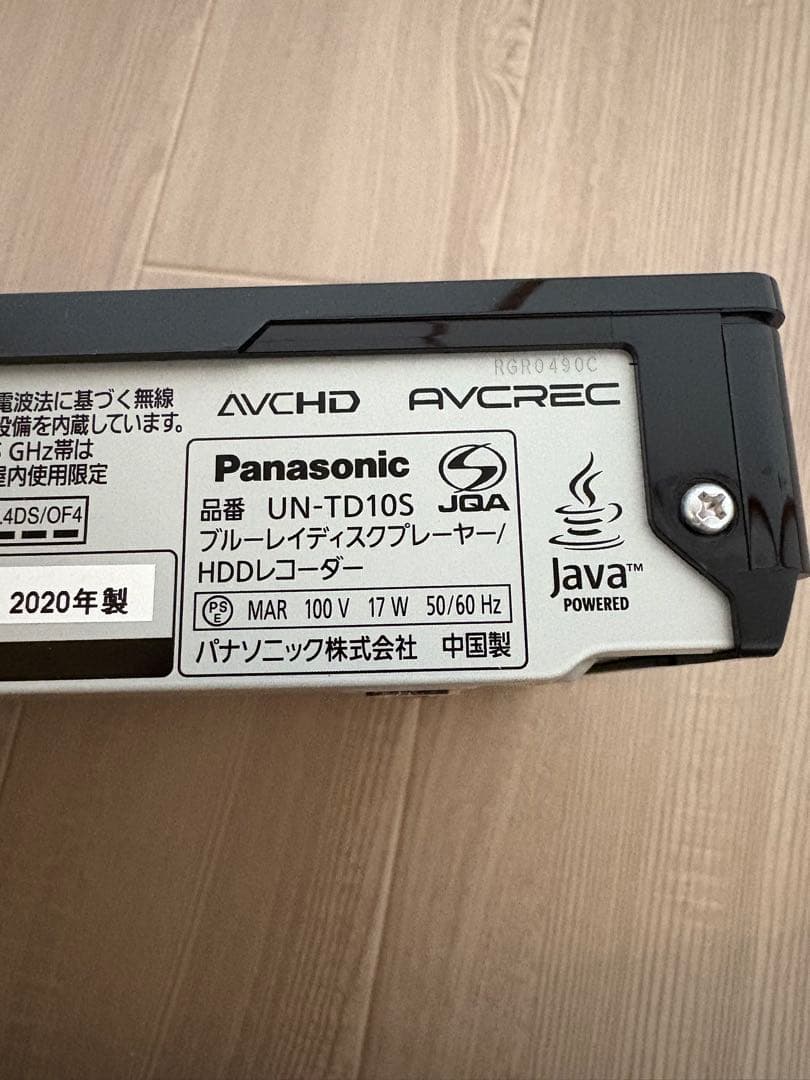 RGR0490C
電波法に基づく無線
設備を内蔵しています。
GHz帯は
屋内使用限定
4DS/OF4
2020年製
AVCHD AVCREC
Panasonic
JQA
品番 UN-TD10S
ブルーレイディスクプレーヤー/
HDDレコーダー
PS
E
MAR 100 V 17 W 50/60 Hz
パナソニック株式会社 中国製
Java™
POWERED